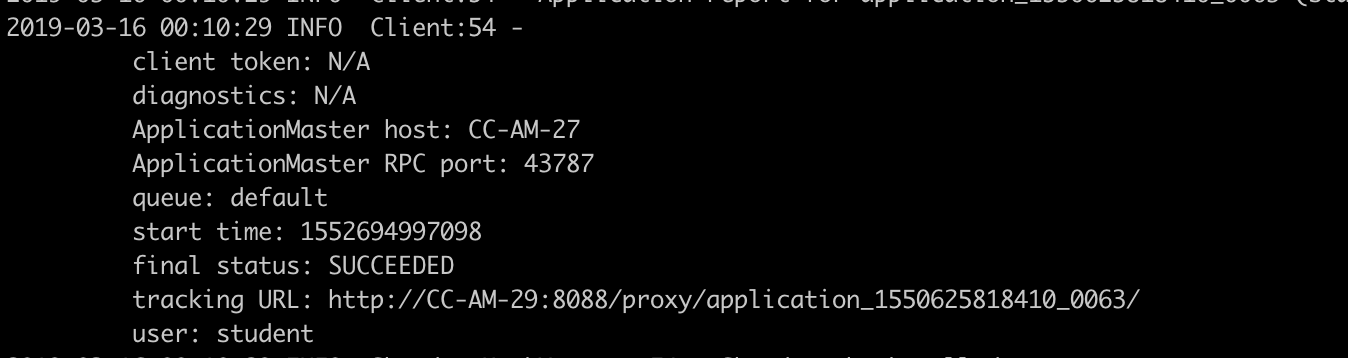 2019-03-16 00:10:29 INFO  Client:54 -
client token: N/A
diagnostics: N/A
ApplicationMaster host: CC-AM-27
ApplicationMaster RPC port: 43787
queue: default
start time: 1552694997098
final status: SUCCEEDED
tracking URL: http://CC-AM-29:8088/proxy/application_1550625818410_0063/
user: student